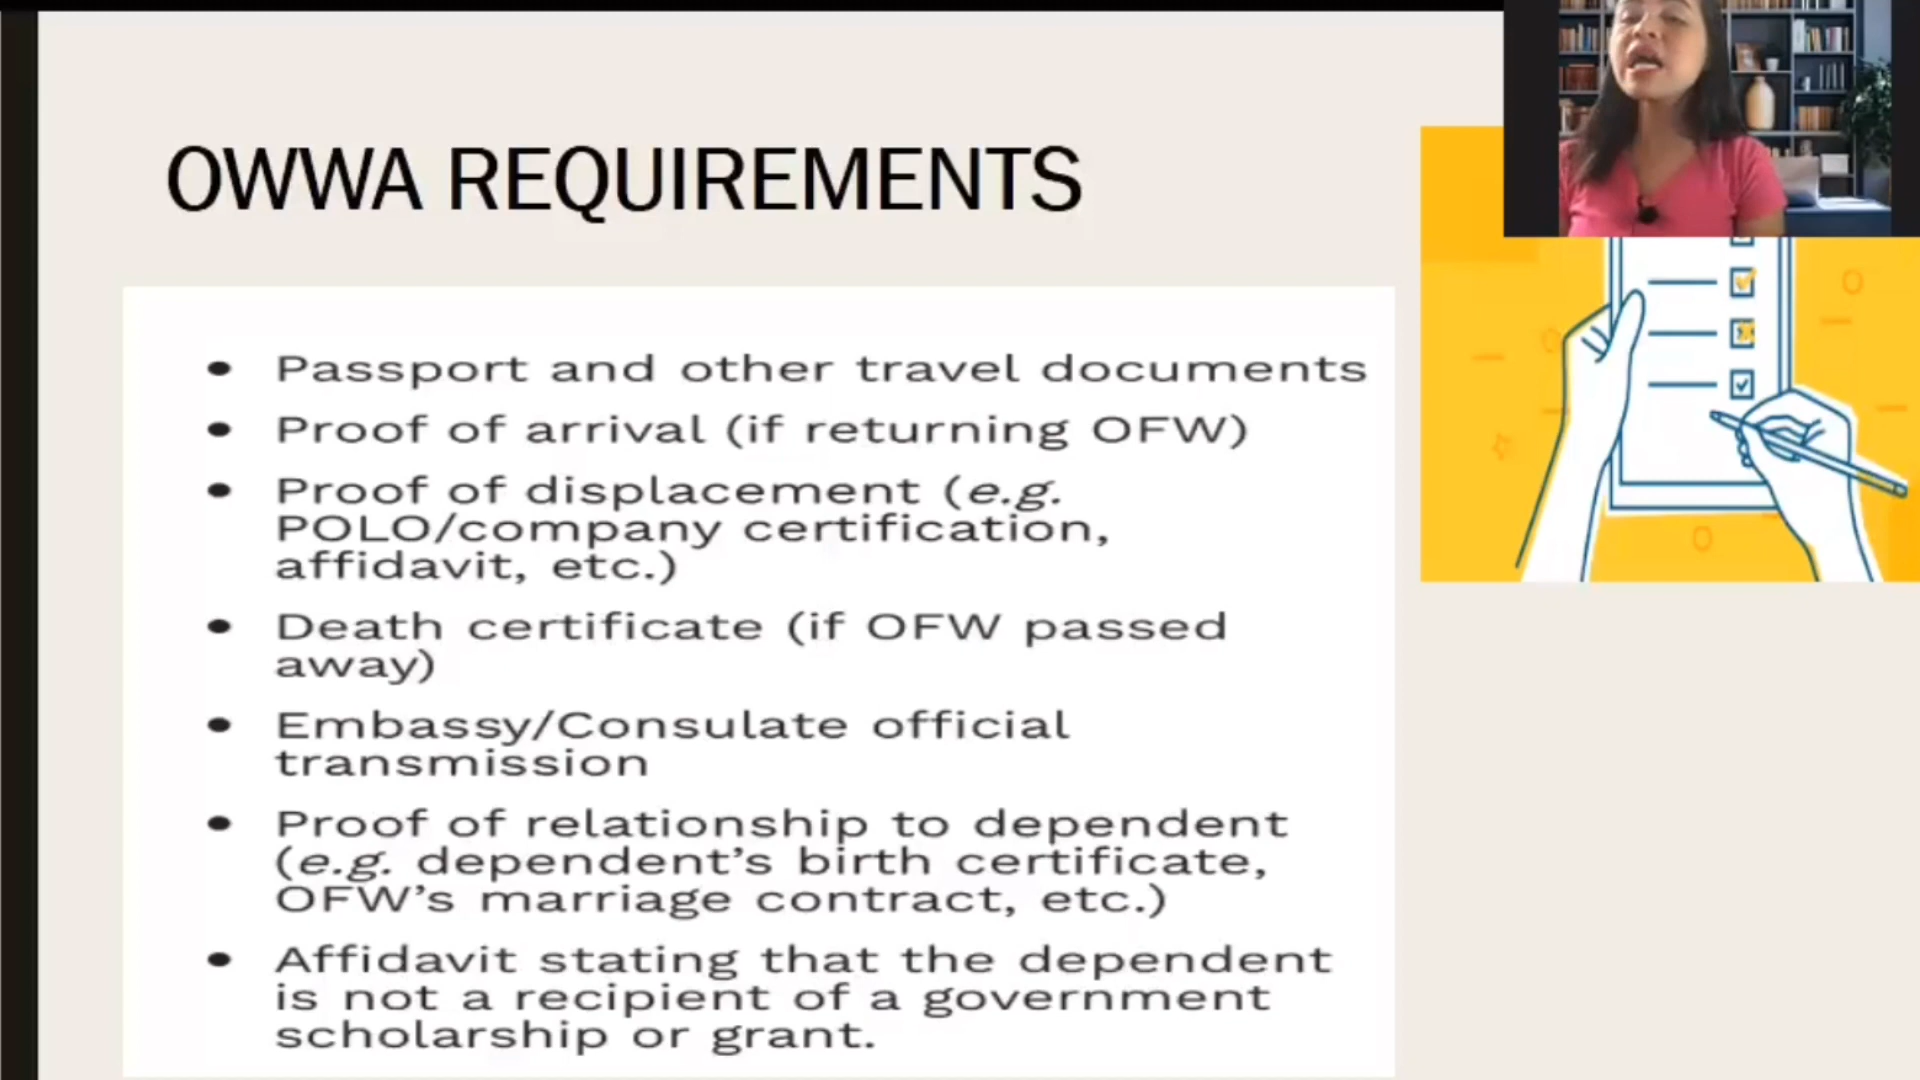 OWWA REQUIREMENTS
• Passport and other travel documents
• Proof of arrival (if returning OFW)
• Proof of displacement (e.g.
POLO/company certification,
affidavit, etc.)
• Death certificate (if OFW passed
away)
• Embassy/Consulate official
transmission
• Proof of relationship to dependent
(e.g. dependent’s birth certificate,
OFW’s marriage contract, etc.)
• Affidavit stating that the dependent
is not a recipient of a government
scholarship or grant.